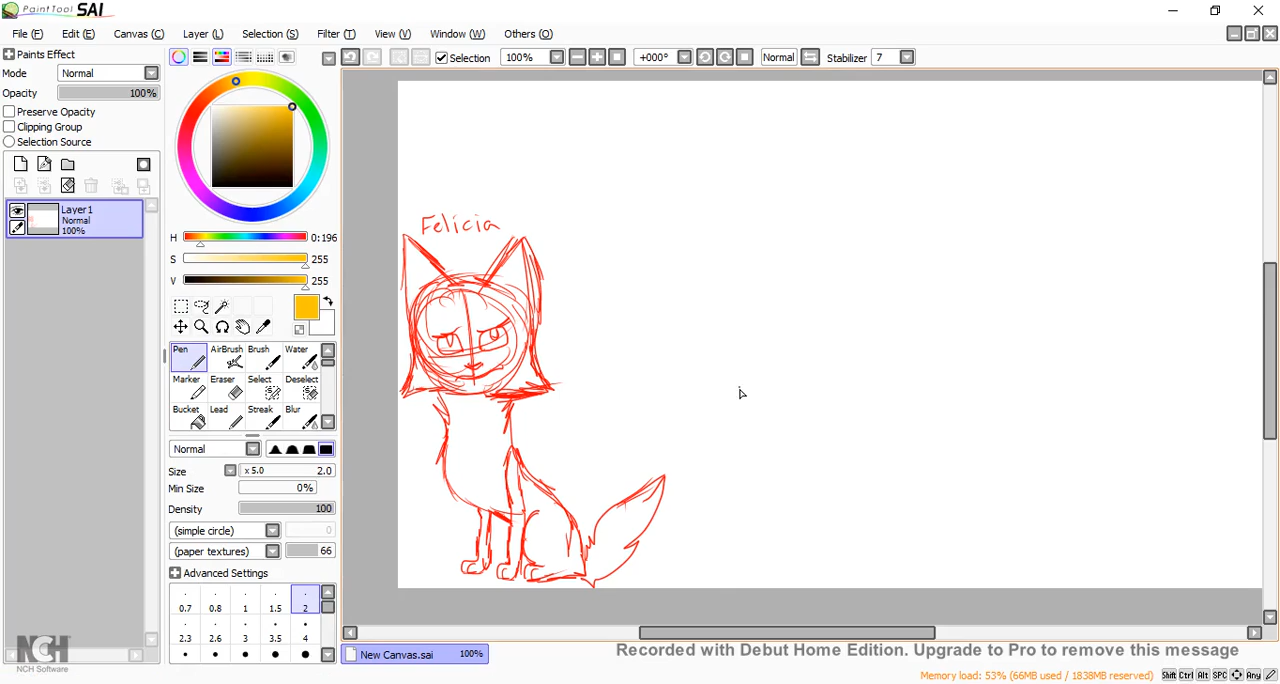 PaintTool SAI
File (F) Edit (E) Canvas (C) Layer (L) Selection (S) Filter (T) View (V) Window (W) Others (O)
Paints Effect
Selection 100% +000° Normal Stabilizer 7
Mode Normal
Opacity 100%
Preserve Opacity
Clipping Group
Selection Source
Layer1
Normal
100%
H 0:196
S 255
V 255
Pen AirBrush Brush Water
Marker Eraser Select Deselect
Bucket Lead Streak Blur
Normal
Size x 5.0 2.0
Min Size 0%
Density 100
(simple circle) 0
(paper textures) 66
Advanced Settings
0.7 0.8 1 1.5 2
2.3 2.6 3 3.5 4
Felicia
NCH
NCH Software
New Canvas.sai 100%
Recorded with Debut Home Edition. Upgrade to Pro to remove this message
Memory load: 53% (66MB used / 1838MB reserved) Shift Ctrl Alt SPC Any